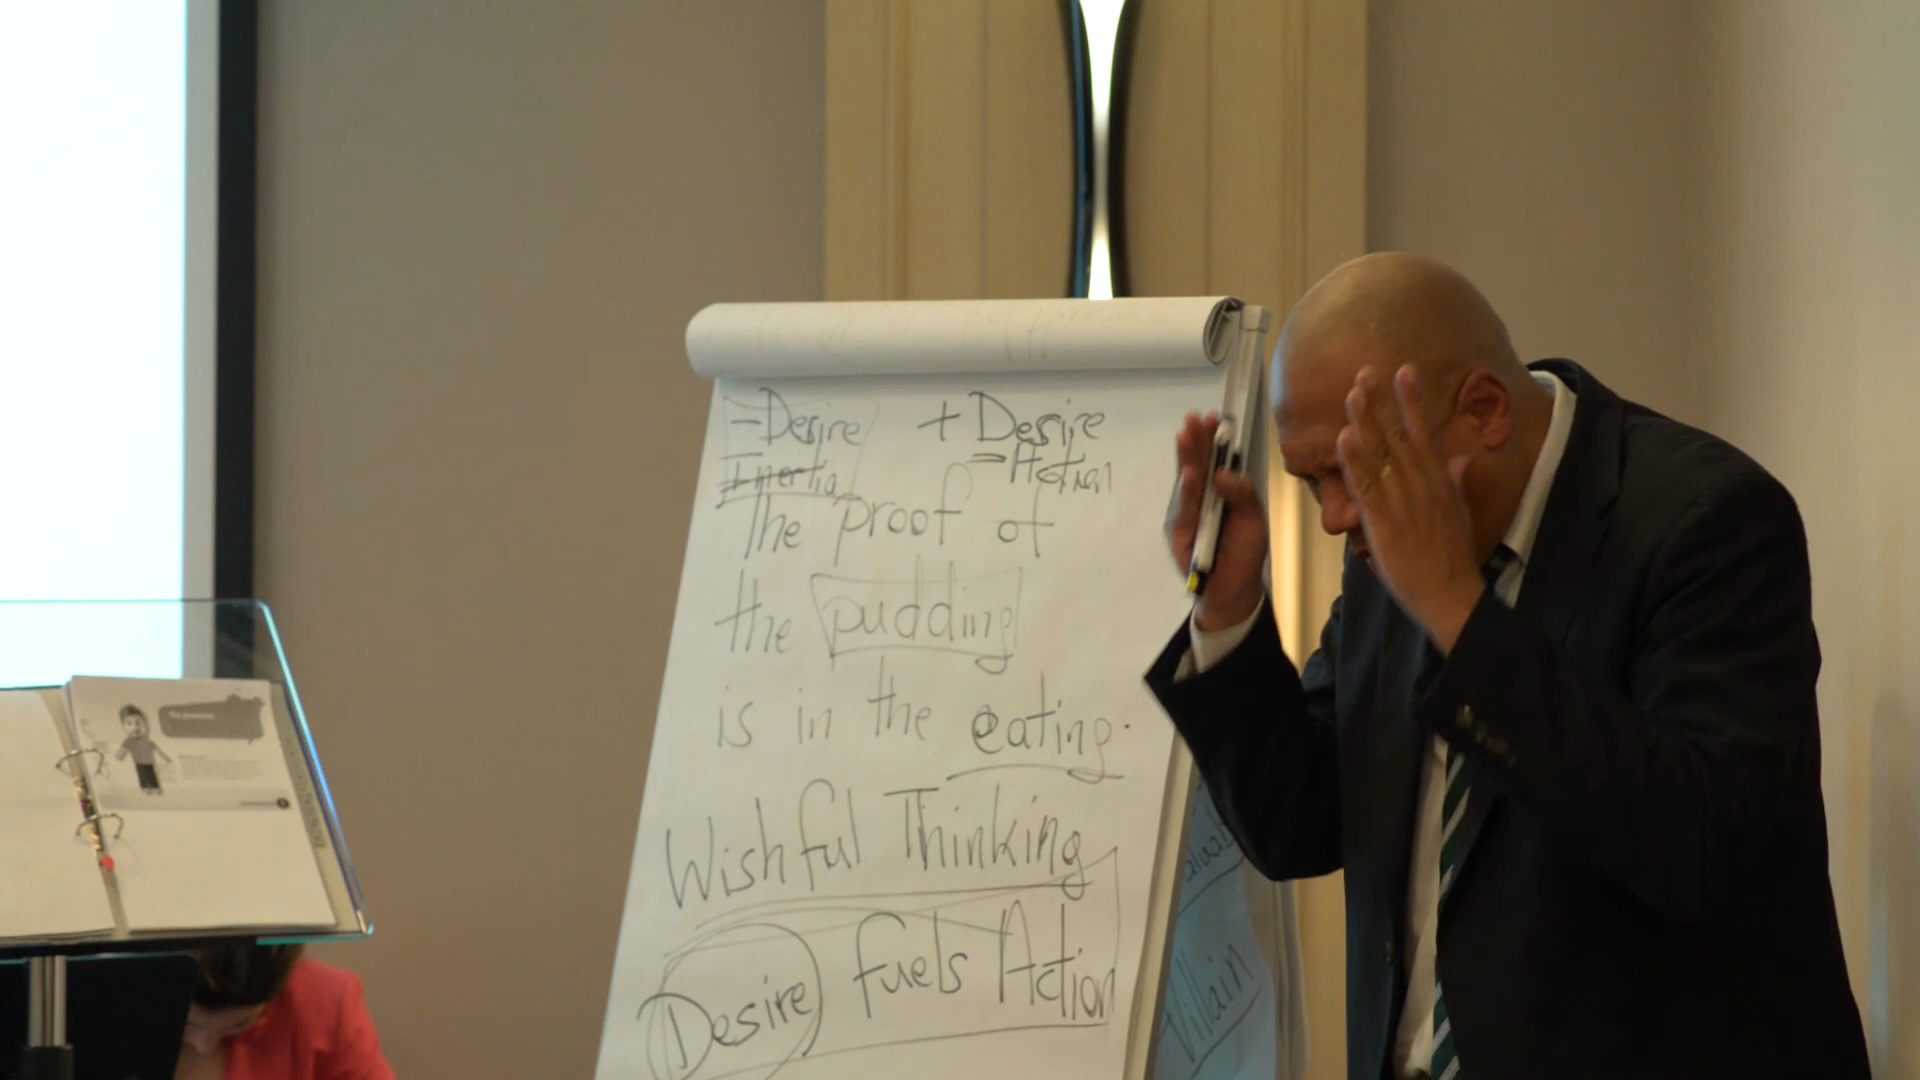 -Desire + Desire
Inertia = Action
The proof of
the pudding
is in the eating.
Wishful Thinking
Desire fuels Action
Villain